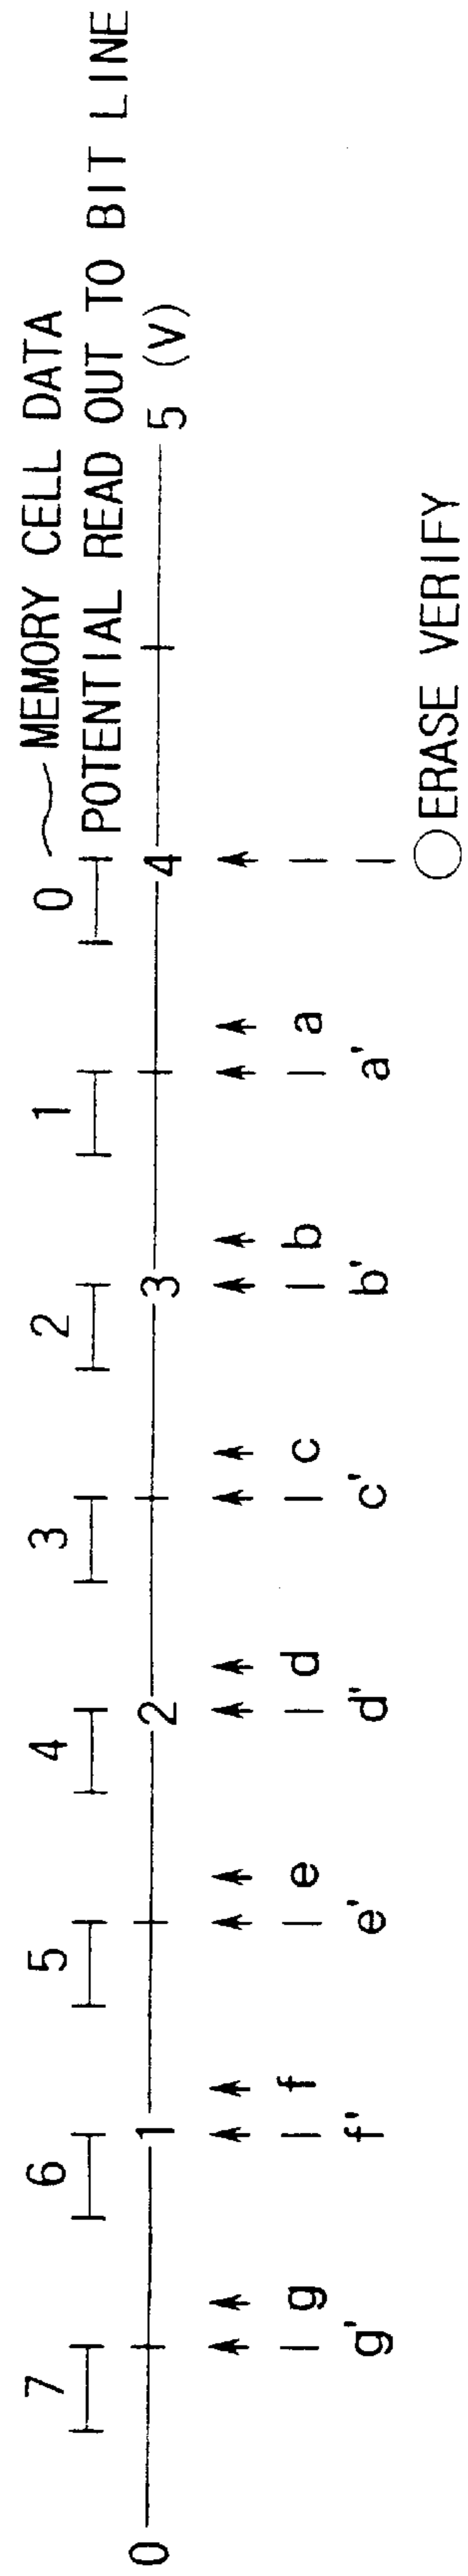 MEMORY CELL DATA
POTENTIAL READ OUT TO BIT LINE
7 6 5 4 3 2 1 0
0 1 2 3 4 5 (V)
g f e d c b a
g' f' e' d' c' b' a'
ERASE VERIFY